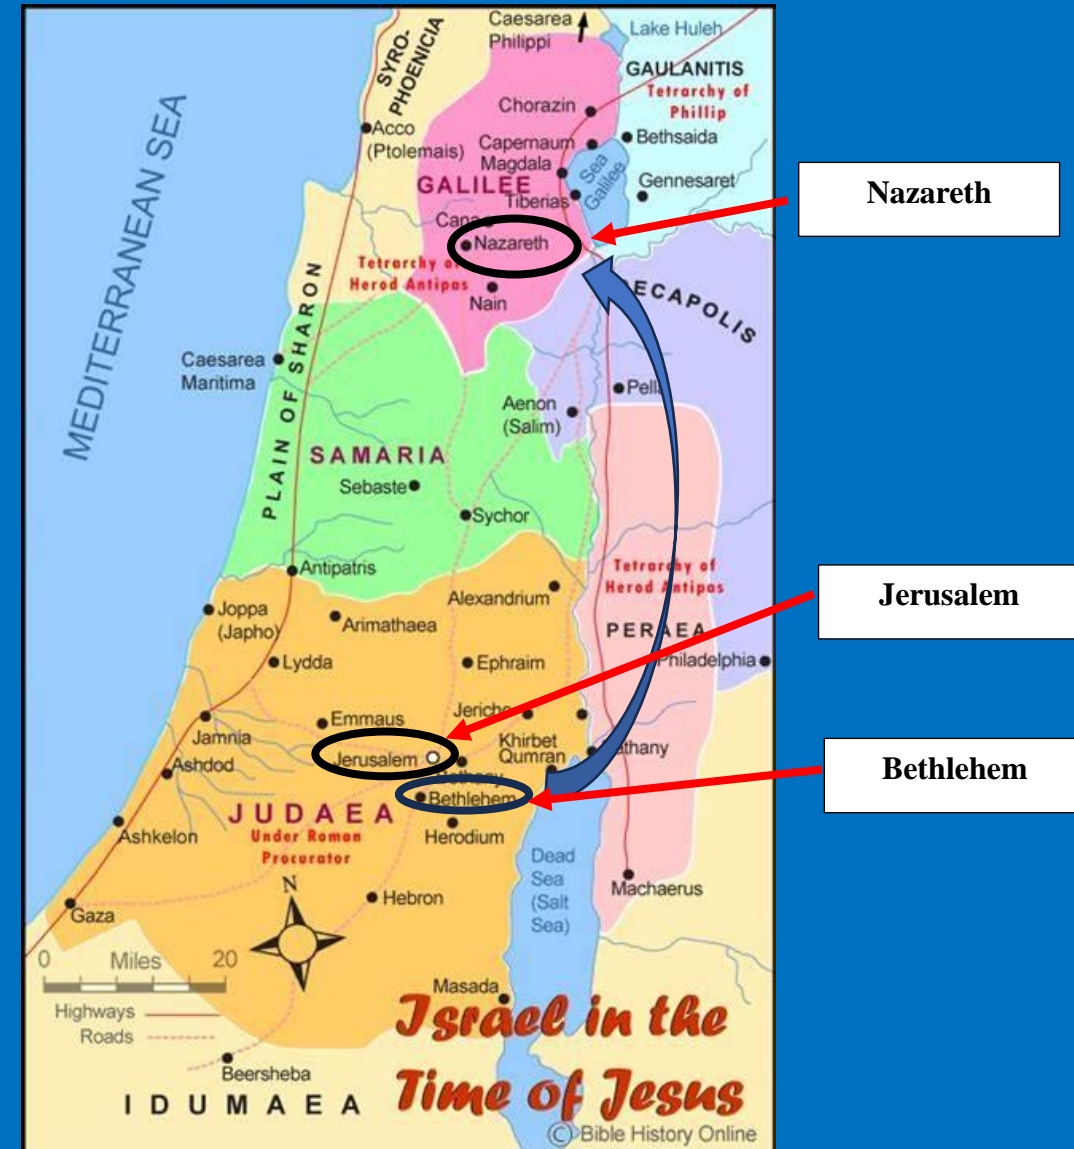 Caesarea
Philippi
Lake Huleh
SYRO-
PHOENICIA
GAULANITIS
Tetrarchy of
Phillip
Chorazin
Acco
(Ptolemais)
Capernaum
Bethsaida
Magdala
Sea
Galilee
GALILEE
Gennesaret
Tiberias
Nazareth
Cana
Nazareth
Tetrarchy of
Herod Antipas
Nain
DECAPOLIS
MEDITERRANEAN SEA
PLAIN OF SHARON
Caesarea
Maritima
Pella
Aenon
(Salim)
SAMARIA
Sebaste
Sychor
Antipatris
Tetrarchy of
Herod Antipas
Jerusalem
Alexandrium
Joppa
(Japho)
Arimathaea
PERAEA
Lydda
Ephraim
Philadelphia
Emmaus
Jericho
Jamnia
Khirbet
Qumran
Bethany
Jerusalem
Bethany
Ashdod
Bethlehem
Bethlehem
JUDAEA
Under Roman
Procurator
Ashkelon
Herodium
Dead
Sea
(Salt
Sea)
Machaerus
N
Hebron
Gaza
0 Miles 20
Highways
Roads
Masada
Israel in the
Time of Jesus
Beersheba
IDUMAEA
© Bible History Online